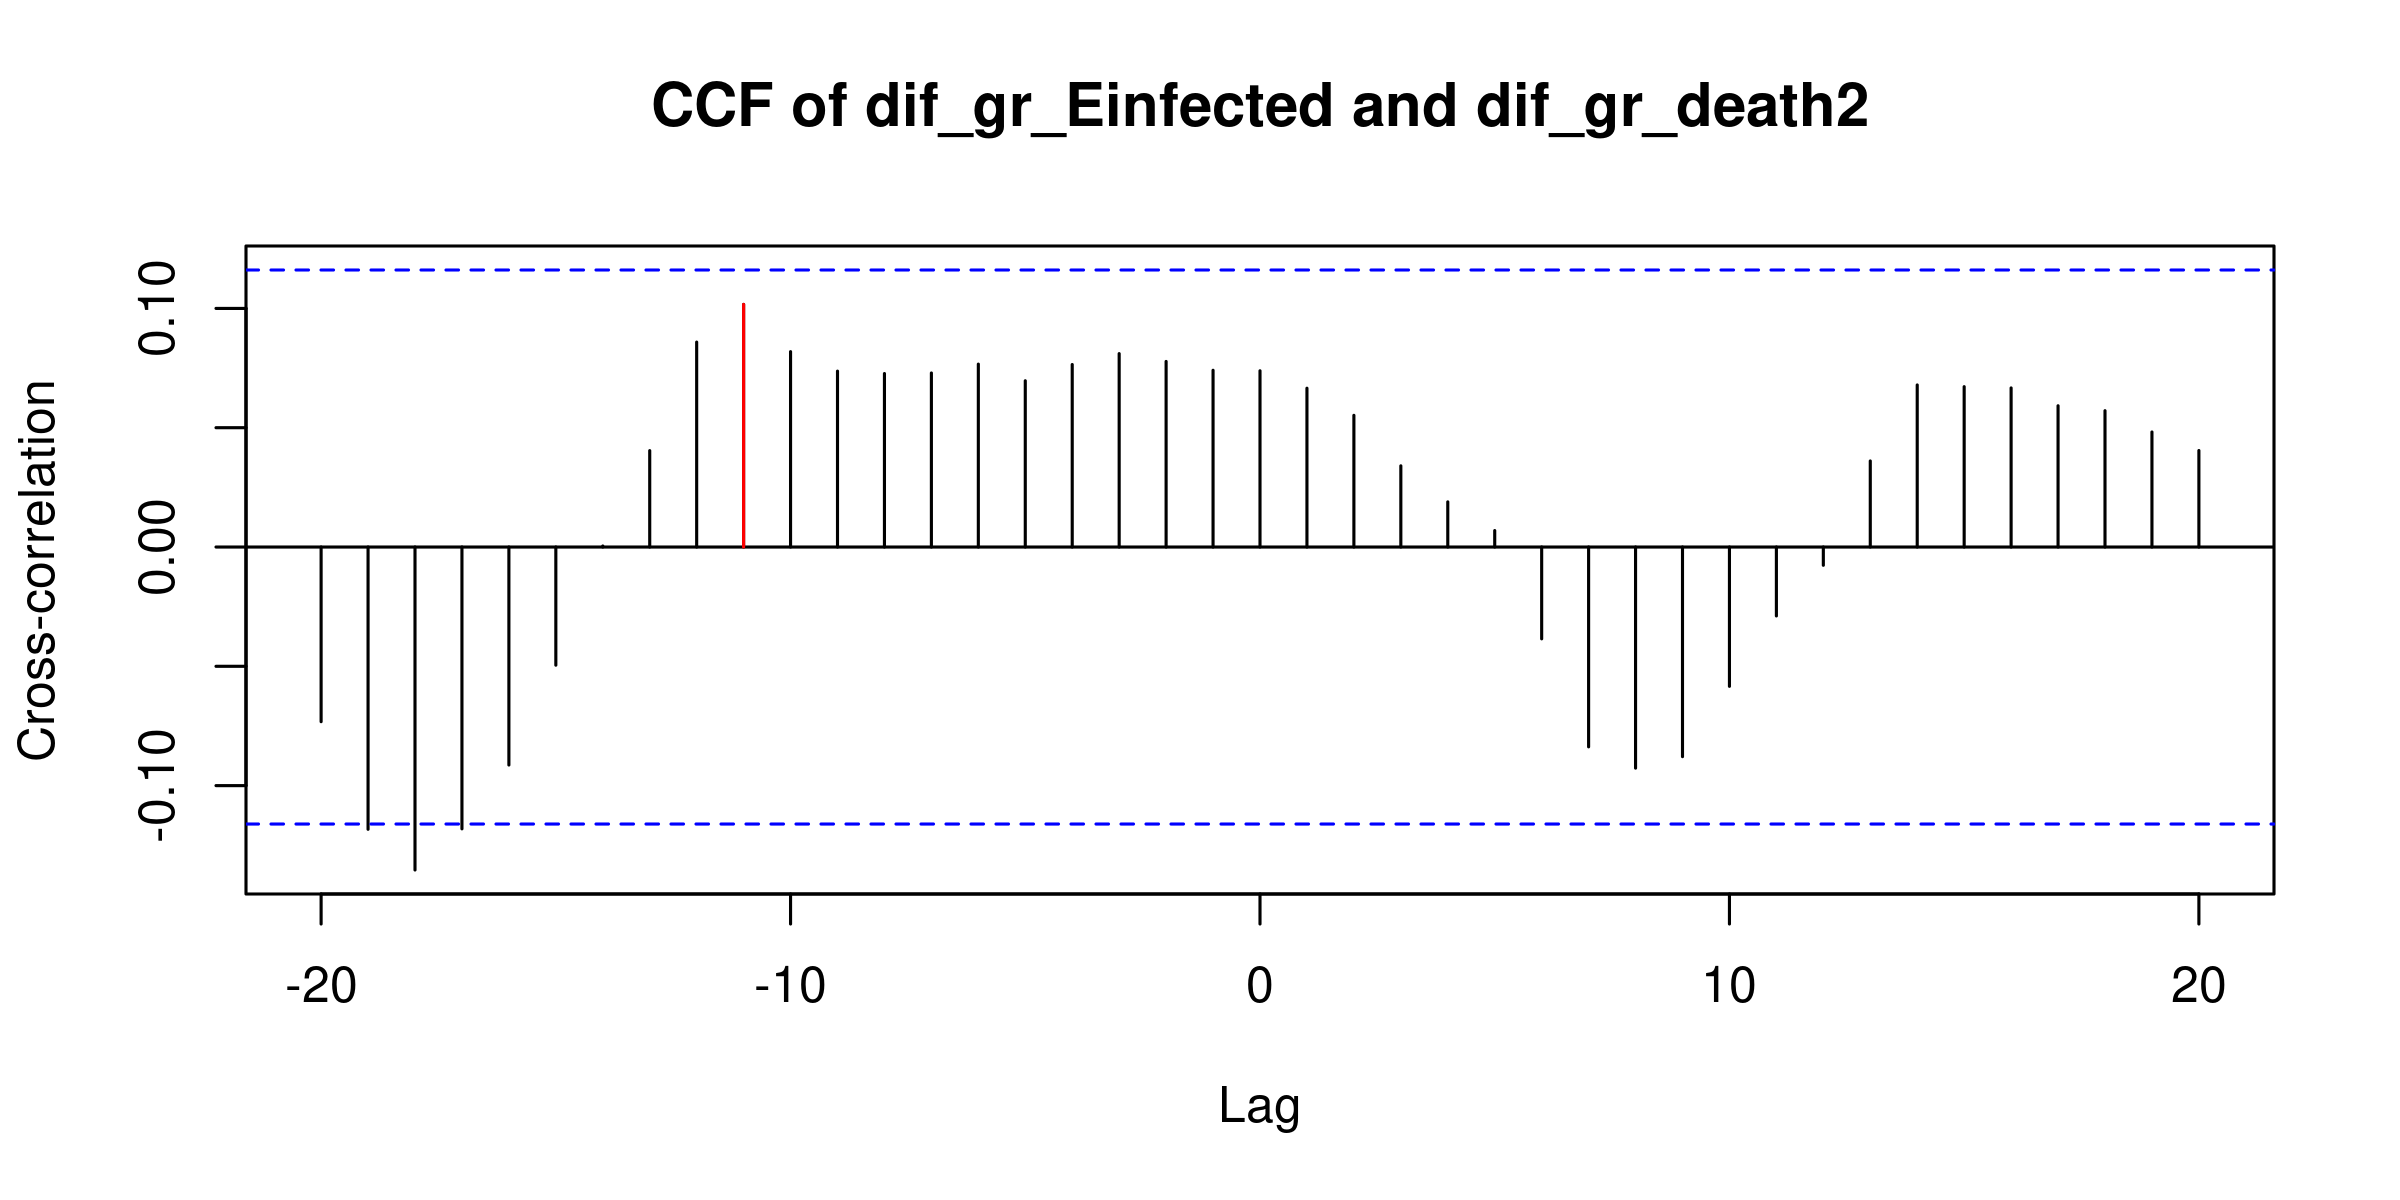 CCF of dif_gr_Einfected and dif_gr_death2
Cross-correlation
0.10
0.00
-0.10
-20 -10 0 10 20
Lag